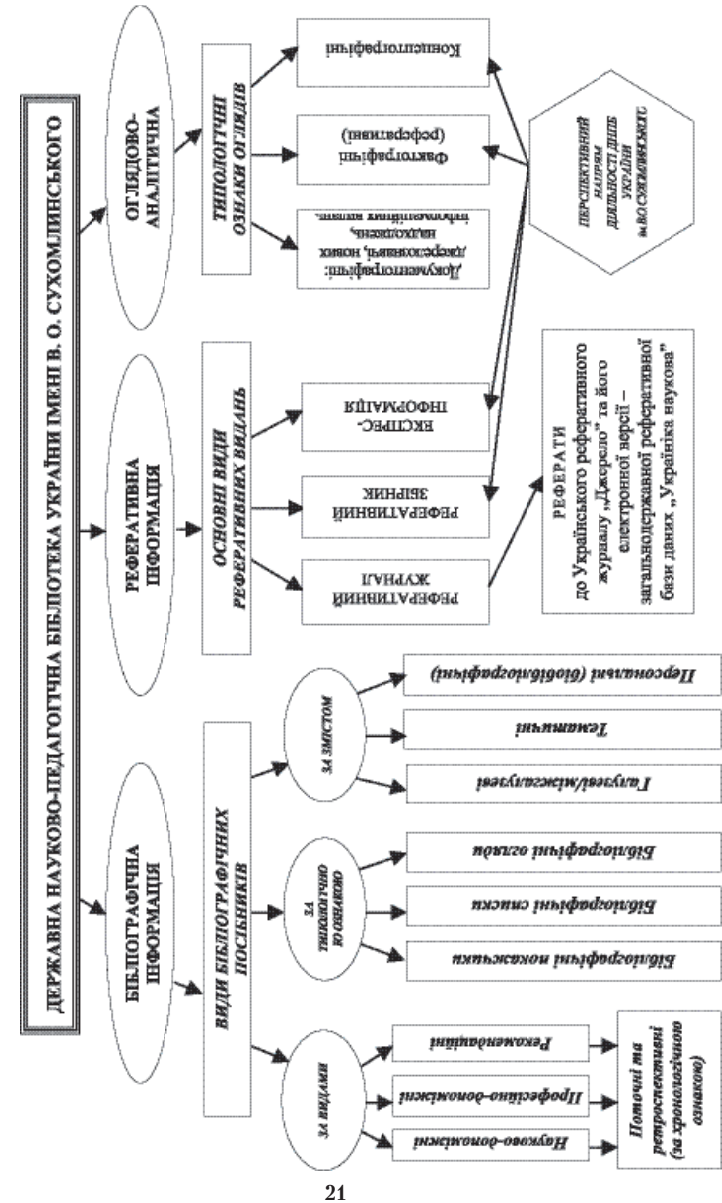 ДЕРЖАВНА НАУКОВО-ПЕДАГОГІЧНА БІБЛІОТЕКА УКРАЇНИ ІМЕНІ В. О. СУХОМЛИНСЬКОГО
БІБЛІОГРАФІЧНА
ІНФОРМАЦІЯ
РЕФЕРАТИВНА
ІНФОРМАЦІЯ
ОГЛЯДОВО-
АНАЛІТИЧНА
ВИДИ БІБЛІОГРАФІЧНИХ
ПОСІБНИКІВ
ОСНОВНІ ВИДИ
РЕФЕРАТИВНИХ ВИДАНЬ
ТИПОЛОГІЧНІ
ОЗНАКИ ОГЛЯДІВ
ЗА ВИДАМИ
ЗА
ТИПОЛОГІЧНО
Ю ОЗНАКОЮ
ЗА ЗМІСТОМ
Науково-допоміжні
Професійно-допоміжні
Рекомендаційні
Поточні та
ретроспективні
(за хронологічною
ознакою)
Бібліографічні покажчики
Бібліографічні списки
Бібліографічні огляди
Галузеві/міжгалузеві
Тематичні
Персональні (біобібліографічні)
РЕФЕРАТИВНИЙ
ЖУРНАЛ
РЕФЕРАТИВНИЙ
ЗБІРНИК
ЕКСПРЕС-
ІНФОРМАЦІЯ
РЕФЕРАТИ
до Українського реферативного
журналу „Джерело” та його
електронної версії –
загальнодержавної реферативної
бази даних „Україніка наукова”
Документографічні:
джерелознавчі, нових
надходжень,
інформаційних
Фактографічні
(реферативні)
Концептографічні
ПЕРСПЕКТИВНИЙ
НАПРЯМ
ДІЯЛЬНОСТІ ДНПБ
УКРАЇНИ
ім В.О.СУХОМЛИНСЬКОГО
21